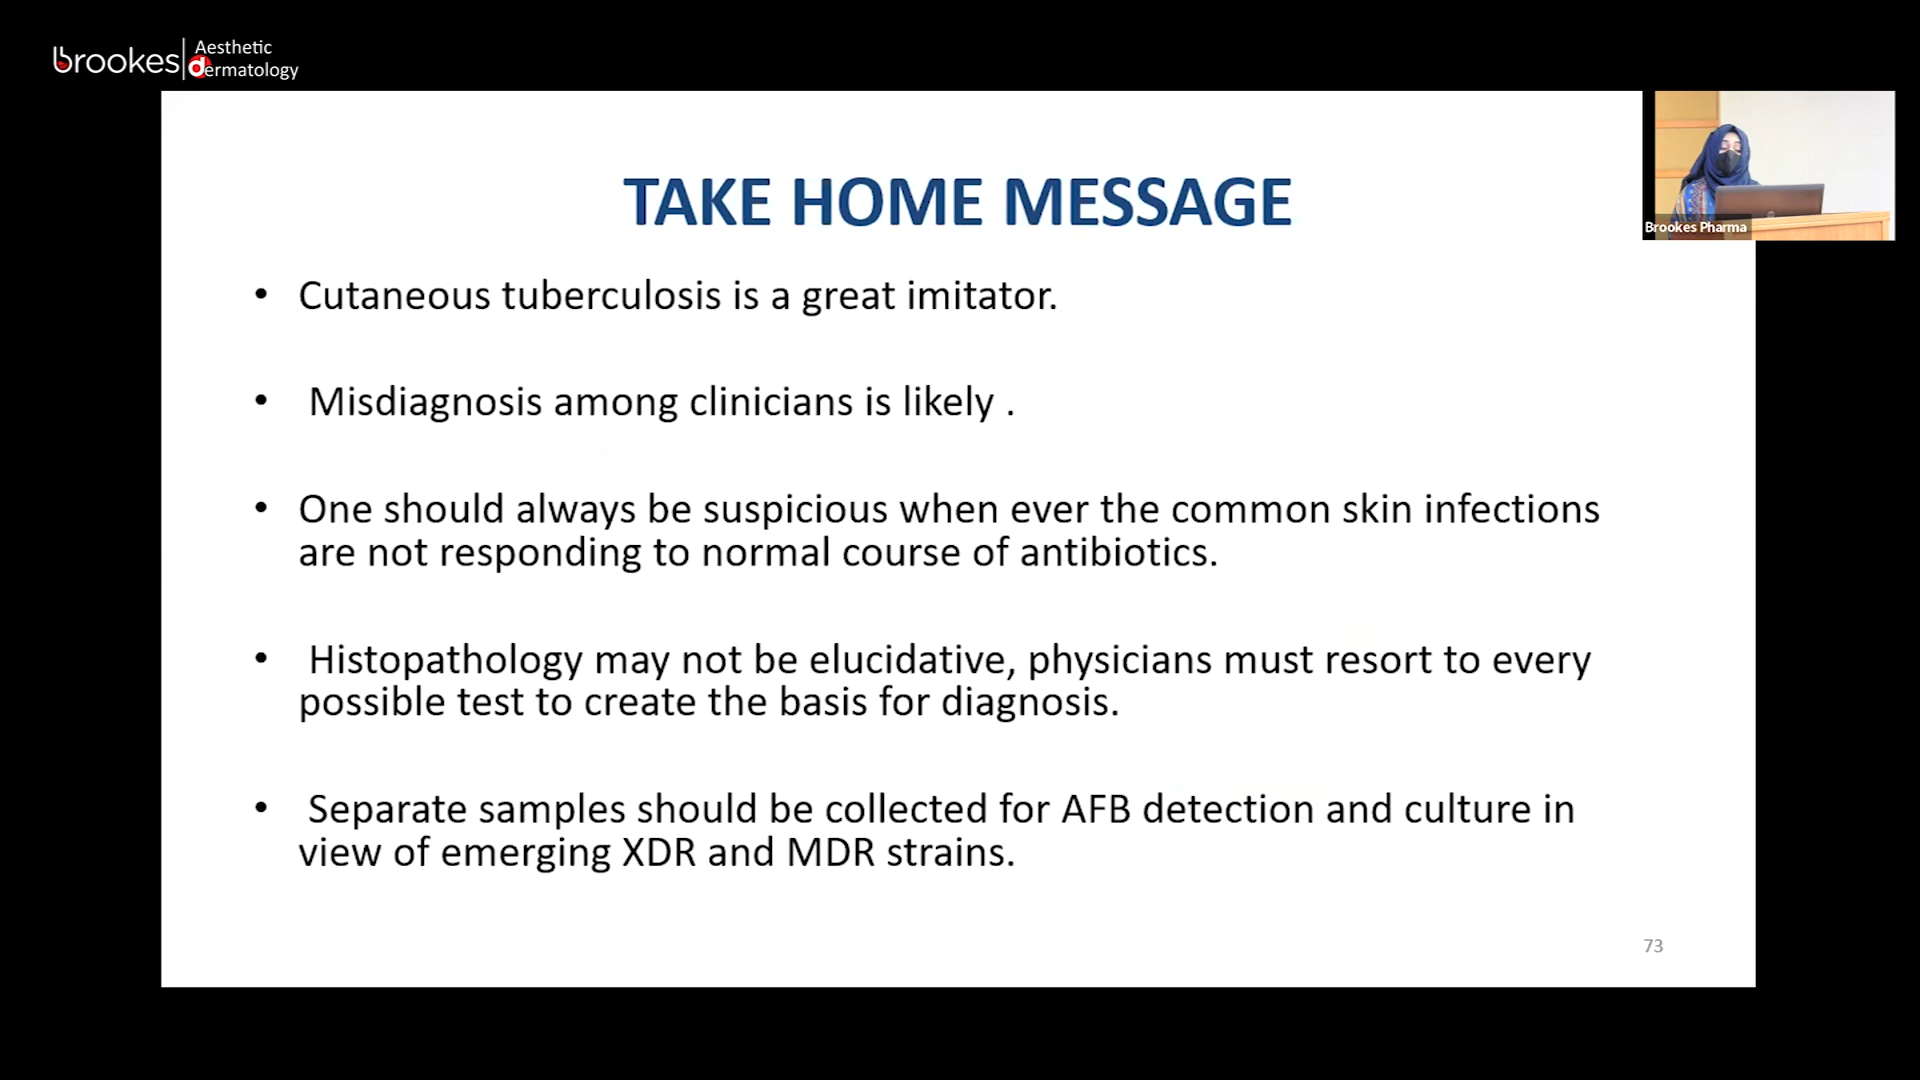 brookes
Aesthetic
dermatology
TAKE HOME MESSAGE
Brookes Pharma
• Cutaneous tuberculosis is a great imitator.
• Misdiagnosis among clinicians is likely .
• One should always be suspicious when ever the common skin infections
are not responding to normal course of antibiotics.
• Histopathology may not be elucidative, physicians must resort to every
possible test to create the basis for diagnosis.
• Separate samples should be collected for AFB detection and culture in
view of emerging XDR and MDR strains.
73